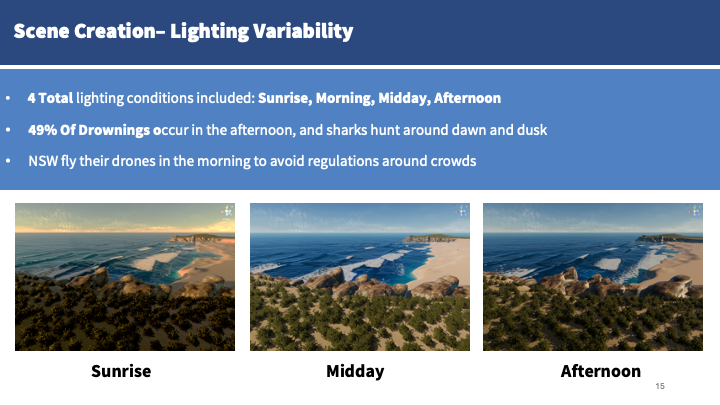 Scene Creation– Lighting Variability
• 4 Total lighting conditions included: Sunrise, Morning, Midday, Afternoon
• 49% Of Drownings occur in the afternoon, and sharks hunt around dawn and dusk
• NSW fly their drones in the morning to avoid regulations around crowds
Sunrise Midday Afternoon
15